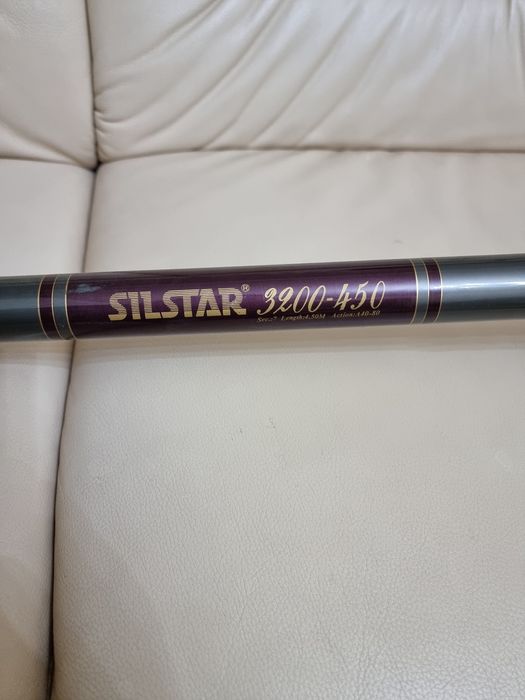 SILSTAR® 3200-450
Sec:7 Length:4.50M Action:A40-80